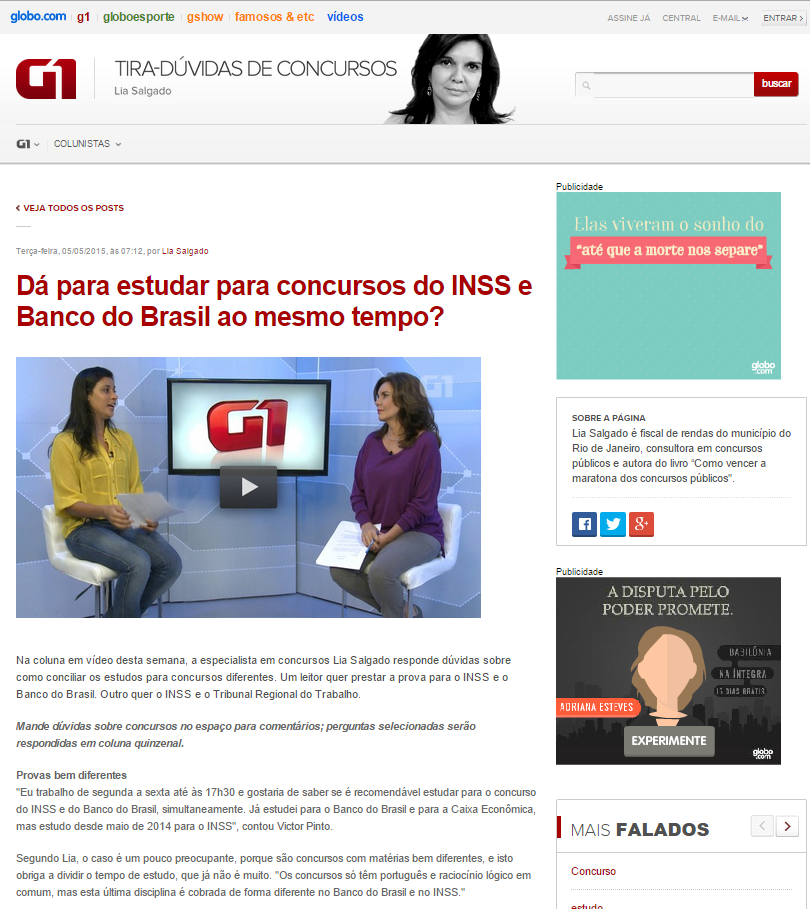 globo.com g1 globoesporte gshow famosos & etc vídeos
ASSINE JÁ CENTRAL E-MAIL ENTRAR
G1 TIRA-DÚVIDAS DE CONCURSOS
Lia Salgado
buscar
G1 COLUNISTAS
VEJA TODOS OS POSTS
Terça-feira, 05/05/2015, às 07:12, por Lia Salgado
Dá para estudar para concursos do INSS e
Banco do Brasil ao mesmo tempo?
G1
G1
Na coluna em vídeo desta semana, a especialista em concursos Lia Salgado responde dúvidas sobre
como conciliar os estudos para concursos diferentes. Um leitor quer prestar a prova para o INSS e o
Banco do Brasil. Outro quer o INSS e o Tribunal Regional do Trabalho.
Mande dúvidas sobre concursos no espaço para comentários; perguntas selecionadas serão
respondidas em coluna quinzenal.
Provas bem diferentes
"Eu trabalho de segunda a sexta até às 17h30 e gostaria de saber se é recomendável estudar para o concurso
do INSS e do Banco do Brasil, simultaneamente. Já estudei para o Banco do Brasil e para a Caixa Econômica,
mas estudo desde maio de 2014 para o INSS", contou Victor Pinto.
Segundo Lia, o caso é um pouco preocupante, porque são concursos com matérias bem diferentes, e isto
obriga a dividir o tempo de estudo, que já não é muito. "Os concursos só têm português e raciocínio lógico em
comum, mas esta última disciplina é cobrada de forma diferente no Banco do Brasil e no INSS."
Publicidade
Elas viveram o sonho do
"até que a morte nos separe"
globo
.com
SOBRE A PÁGINA
Lia Salgado é fiscal de rendas do município do
Rio de Janeiro, consultora em concursos
públicos e autora do livro “Como vencer a
maratona dos concursos públicos".
Publicidade
A DISPUTA PELO
PODER PROMETE.
BABILÔNIA
NA ÍNTEGRA
15 DIAS GRÁTIS
ADRIANA ESTEVES
EXPERIMENTE
globo
.com
MAIS FALADOS
Concurso
estudo